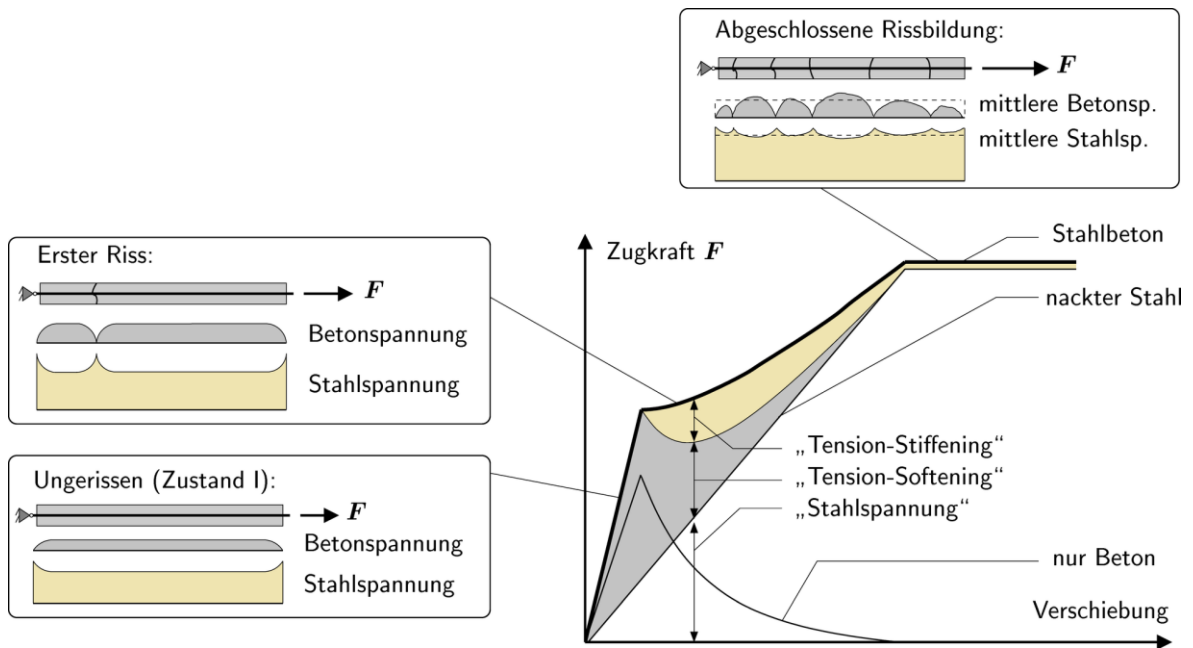 Abgeschlossene Rissbildung:
F
mittlere Betonsp.
mittlere Stahlsp.
Erster Riss:
F
Betonspannung
Stahlspannung
Ungerissen (Zustand I):
F
Betonspannung
Stahlspannung
Zugkraft F
Stahlbeton
nackter Stahl
„Tension-Stiffening“
„Tension-Softening“
„Stahlspannung“
nur Beton
Verschiebung